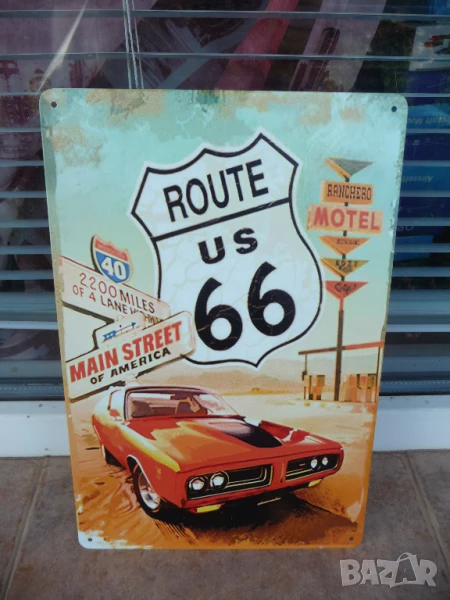 ROUTE
US
66
RANCHERO
MOTEL
40
2200 MILES
OF 4 LANE
MAIN STREET
OF AMERICA
BAZAR